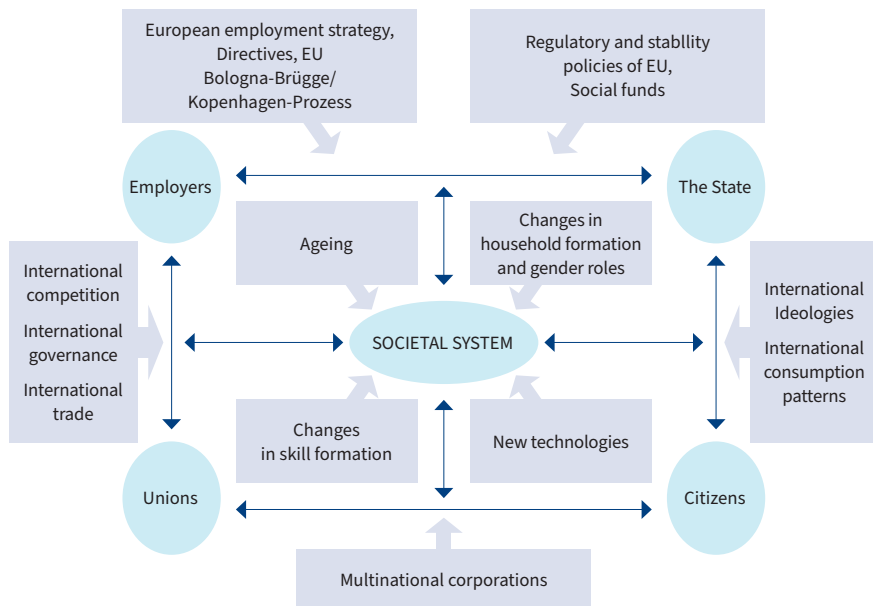 European employment strategy,
Directives, EU
Bologna-Brügge/
Kopenhagen-Prozess
Regulatory and stabllity
policies of EU,
Social funds
Employers
The State
Ageing
Changes in
household formation
and gender roles
International
competition
International
governance
International
trade
SOCIETAL SYSTEM
International
Ideologies
International
consumption
patterns
Changes
in skill formation
New technologies
Unions
Citizens
Multinational corporations